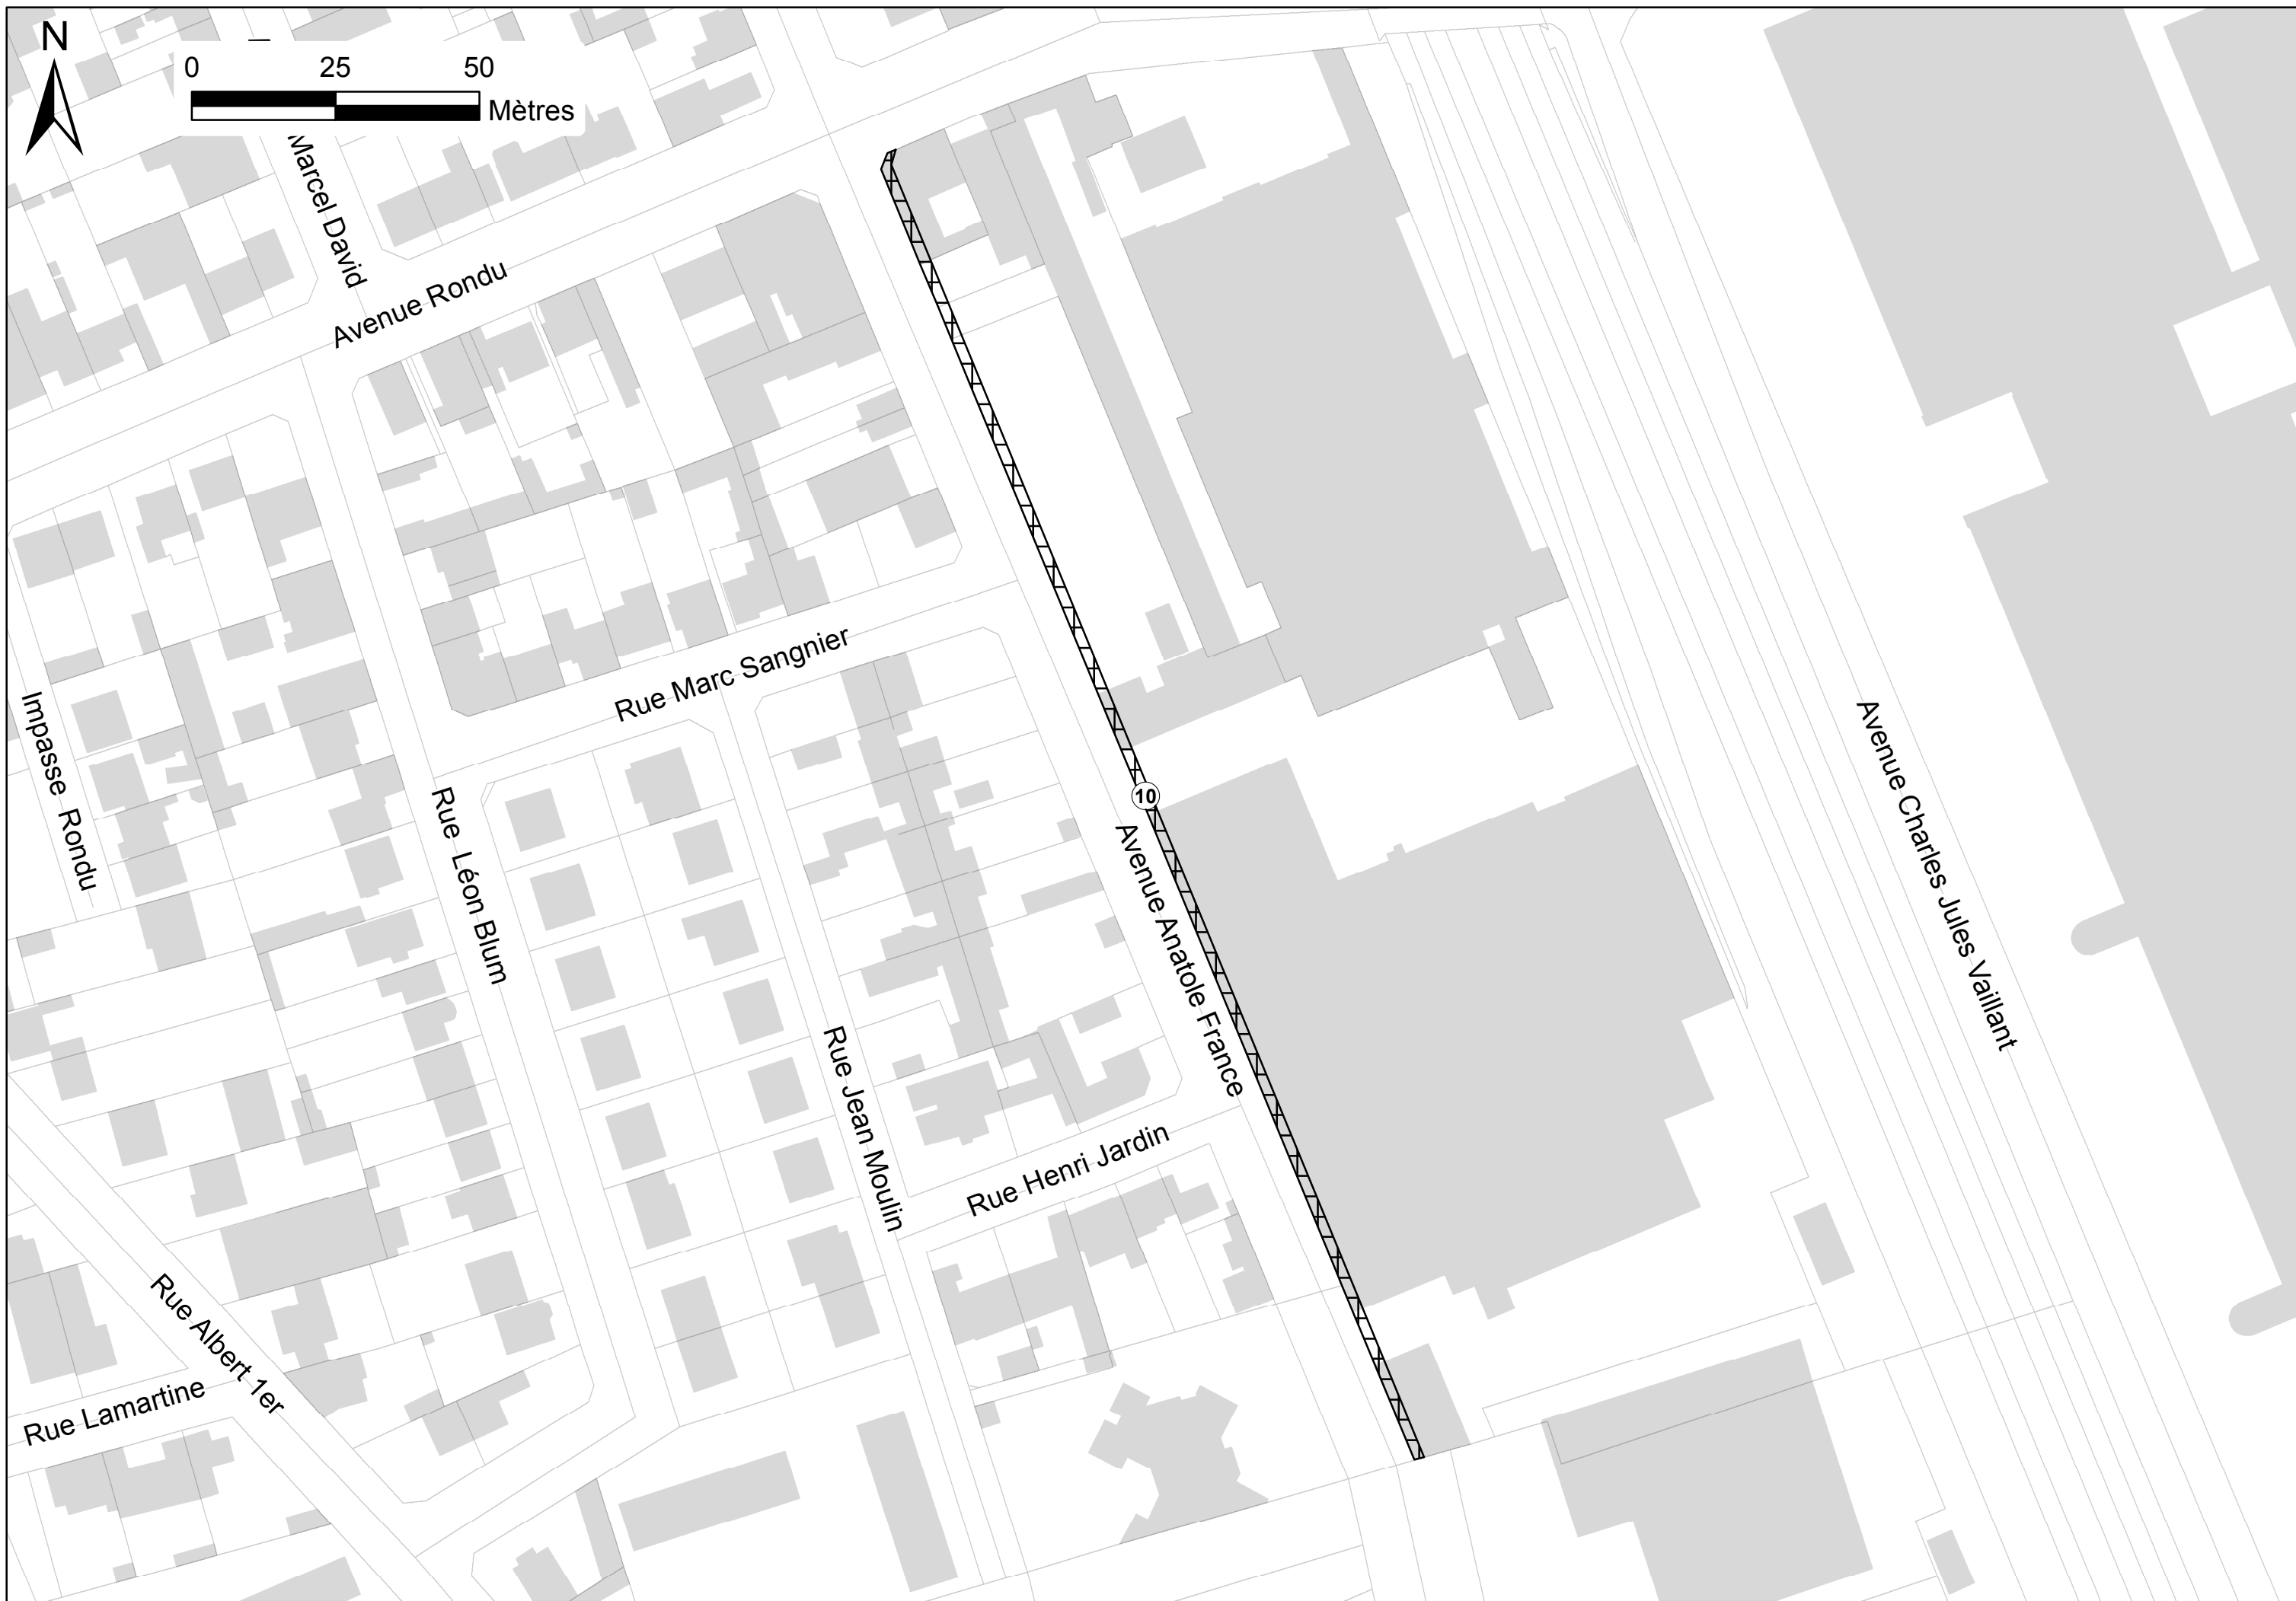 N
0 25 50
Mètres
Marcel David
Avenue Rondu
Rue Marc Sangnier
Impasse Rondu
Rue Léon Blum
10
Avenue Anatole France
Avenue Charles Jules Vaillant
Rue Jean Moulin
Rue Henri Jardin
Rue Albert 1er
Rue Lamartine